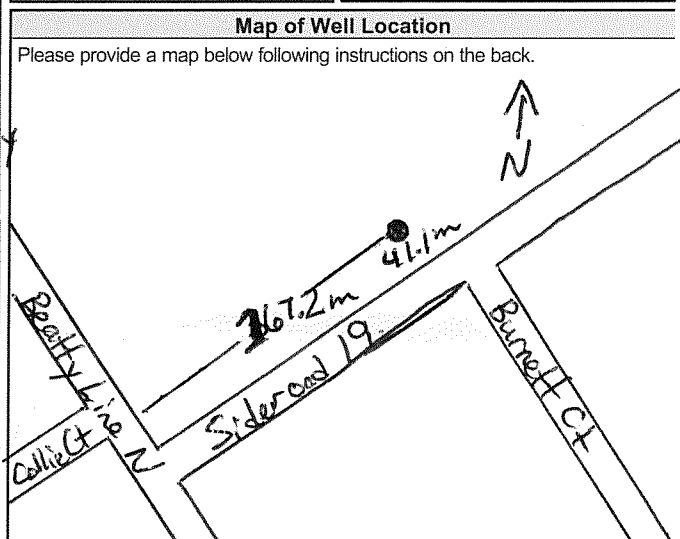 Map of Well Location
Please provide a map below following instructions on the back.
N
41.1m
167.2m
Sideroad 19
Beatty Line N
Collie Ct
Burnett Ct